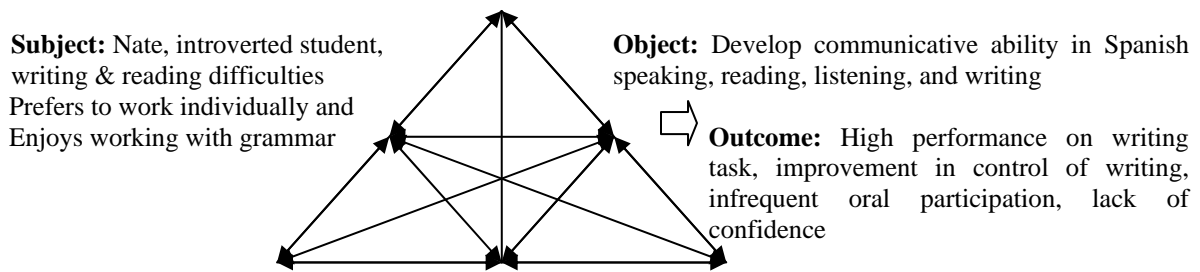 Subject: Nate, introverted student,
writing & reading difficulties
Prefers to work individually and
Enjoys working with grammar
Object: Develop communicative ability in Spanish
speaking, reading, listening, and writing
Outcome: High performance on writing
task, improvement in control of writing,
infrequent oral participation, lack of
confidence